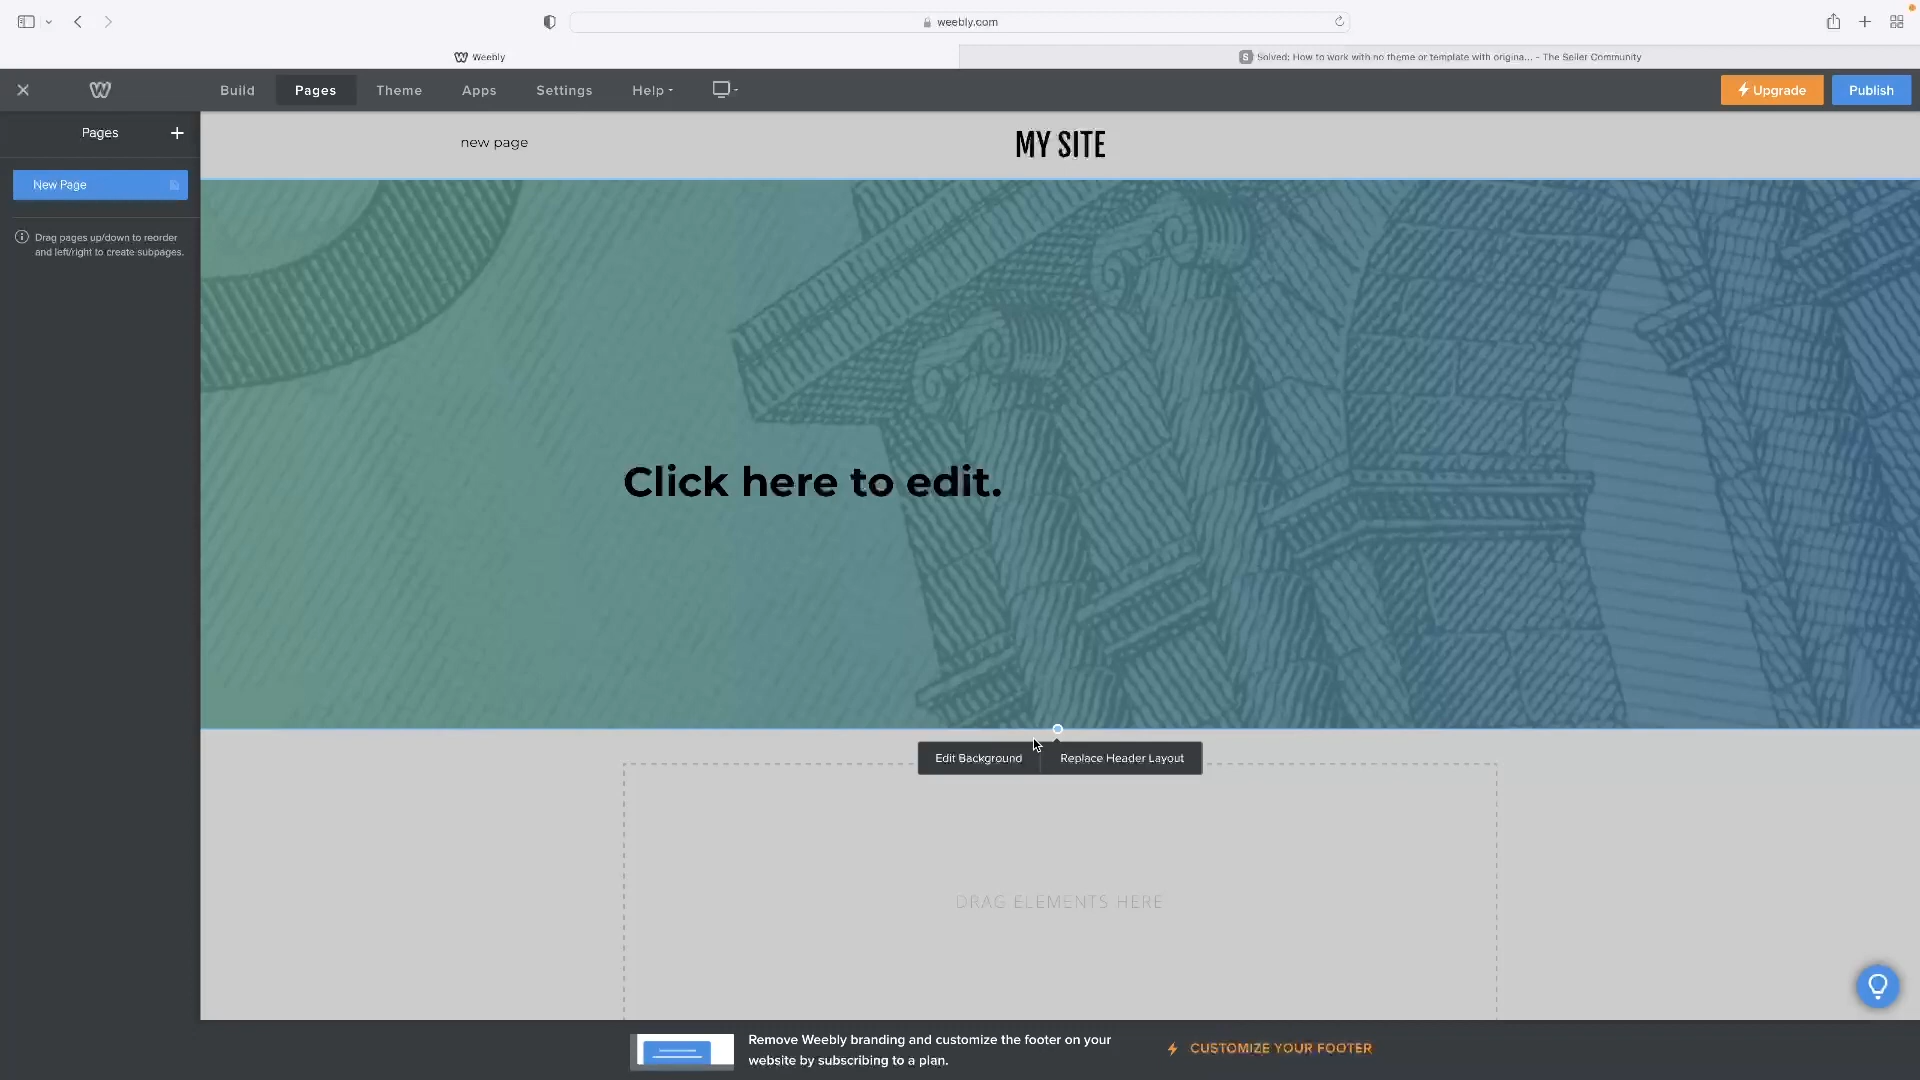 weebly.com
Weebly
Solved: How to work with no theme or template with origina... - The Seller Community
Build
Pages
Theme
Apps
Settings
Help
Upgrade
Publish
Pages
New Page
Drag pages up/down to reorder
and left/right to create subpages.
new page
MY SITE
Click here to edit.
Edit Background
Replace Header Layout
DRAG ELEMENTS HERE
Remove Weebly branding and customize the footer on your
website by subscribing to a plan.
CUSTOMIZE YOUR FOOTER